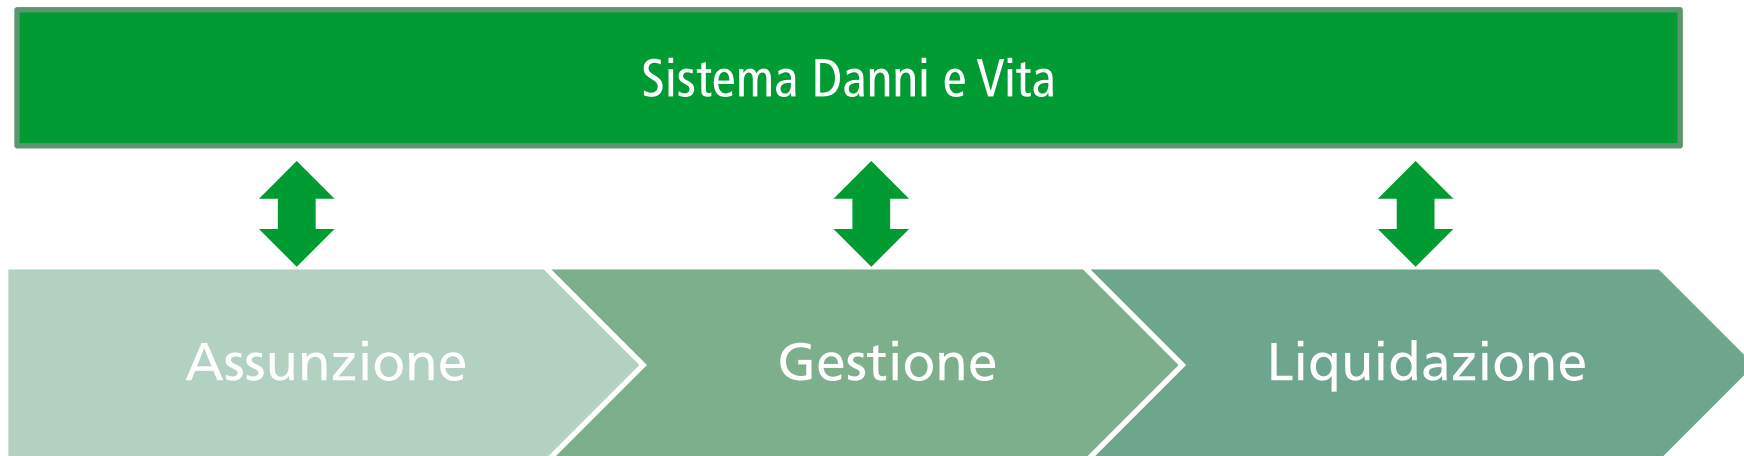 Sistema Danni e Vita
Assunzione
Gestione
Liquidazione